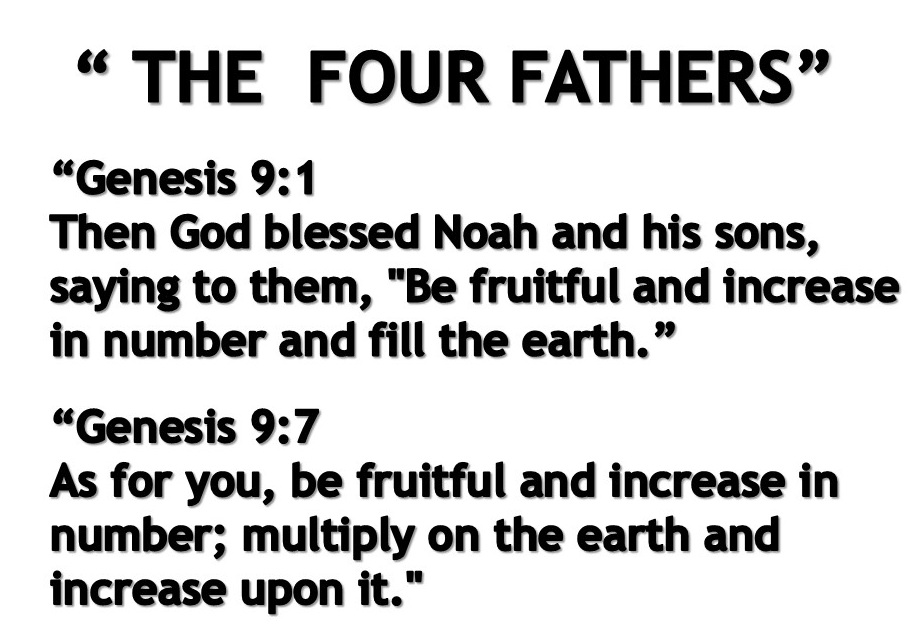 “ THE FOUR FATHERS”
“Genesis 9:1
Then God blessed Noah and his sons,
saying to them, "Be fruitful and increase
in number and fill the earth.”
“Genesis 9:7
As for you, be fruitful and increase in
number; multiply on the earth and
increase upon it."